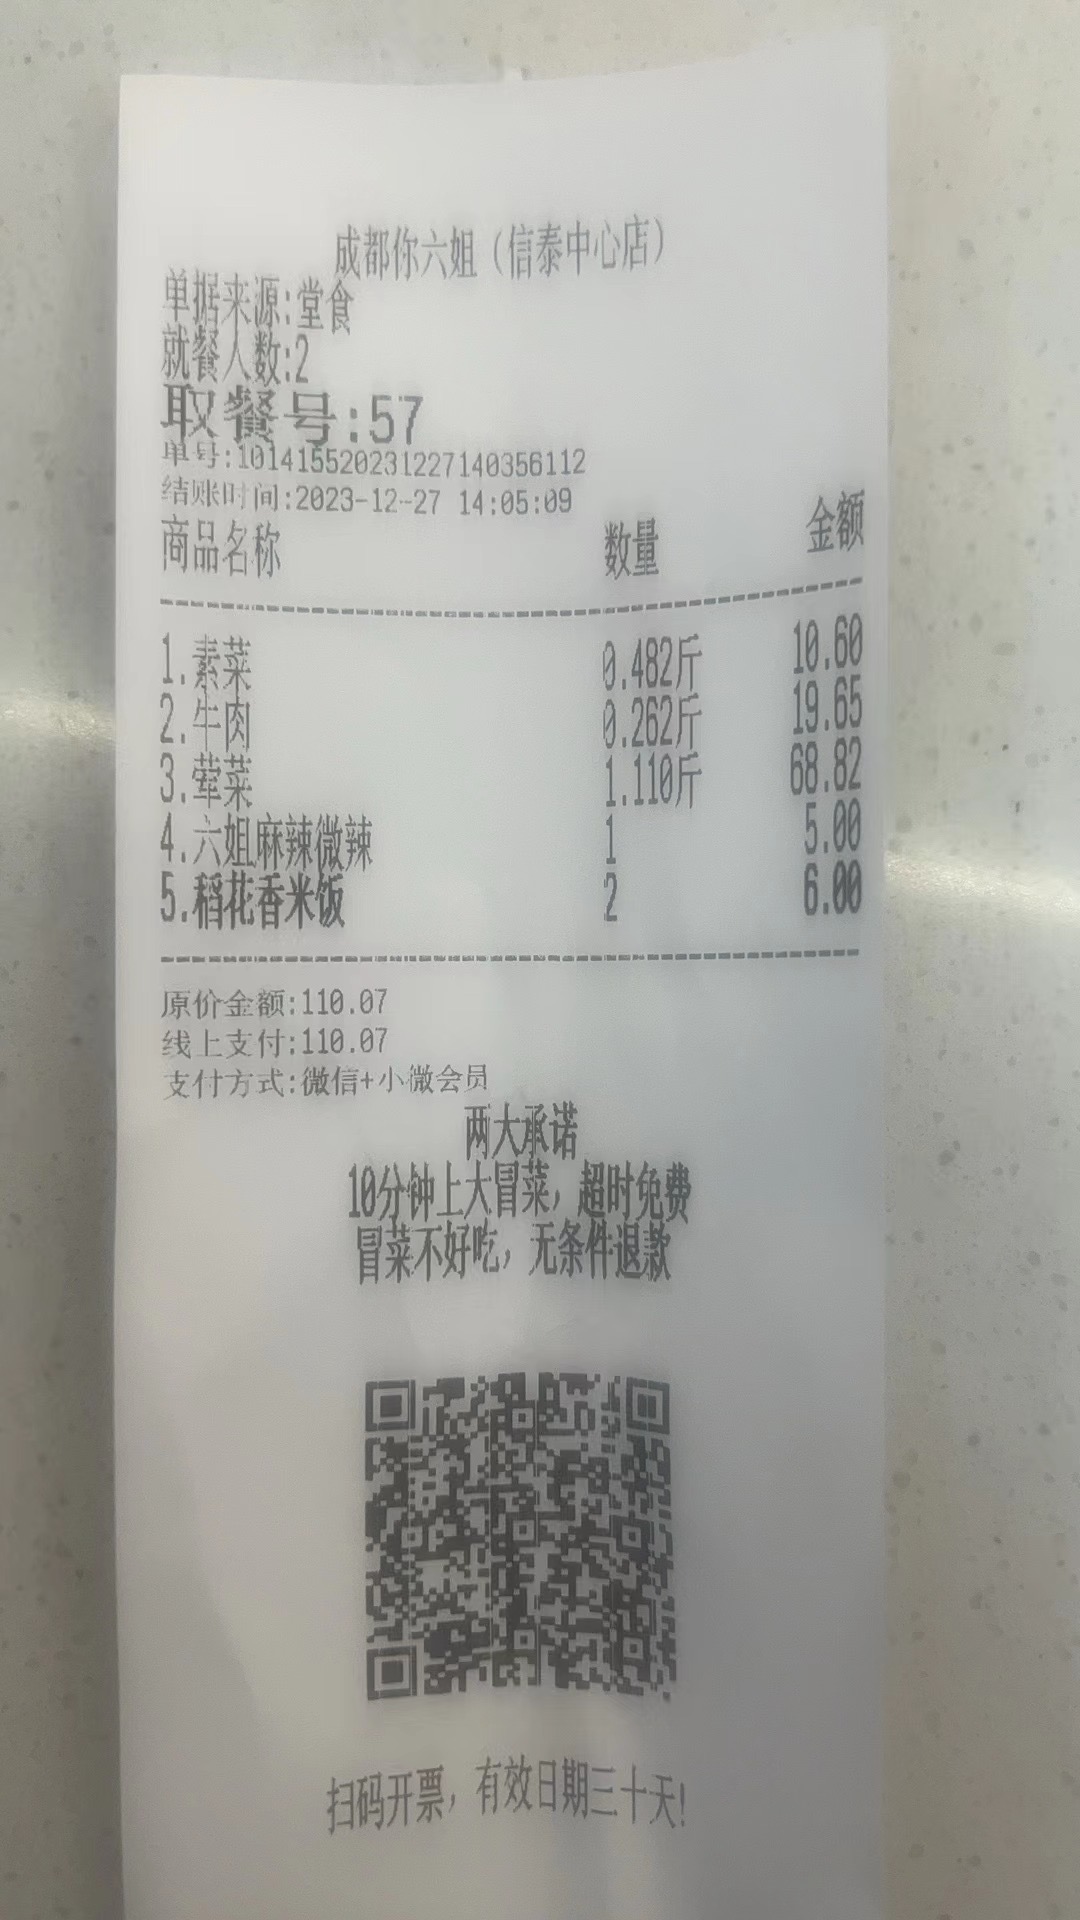 成都你六姐（信泰中心店）
单据来源:堂食
就餐人数:2
取餐号:57
单号:1014155202312271403561​12
结账时间:2023-12-27 14:05:09
商品名称 数量 金额
1.素菜 0.482斤 10.60
2.牛肉 0.262斤 19.65
3.荤菜 1.110斤 68.82
4.六姐麻辣微辣 1 5.00
5.稻花香米饭 2 6.00
原价金额:110.07
线上支付:110.07
支付方式:微信+小微会员
两大承诺
10分钟上大冒菜，超时免费
冒菜不好吃，无条件退款
扫码开票，有效日期三十天!